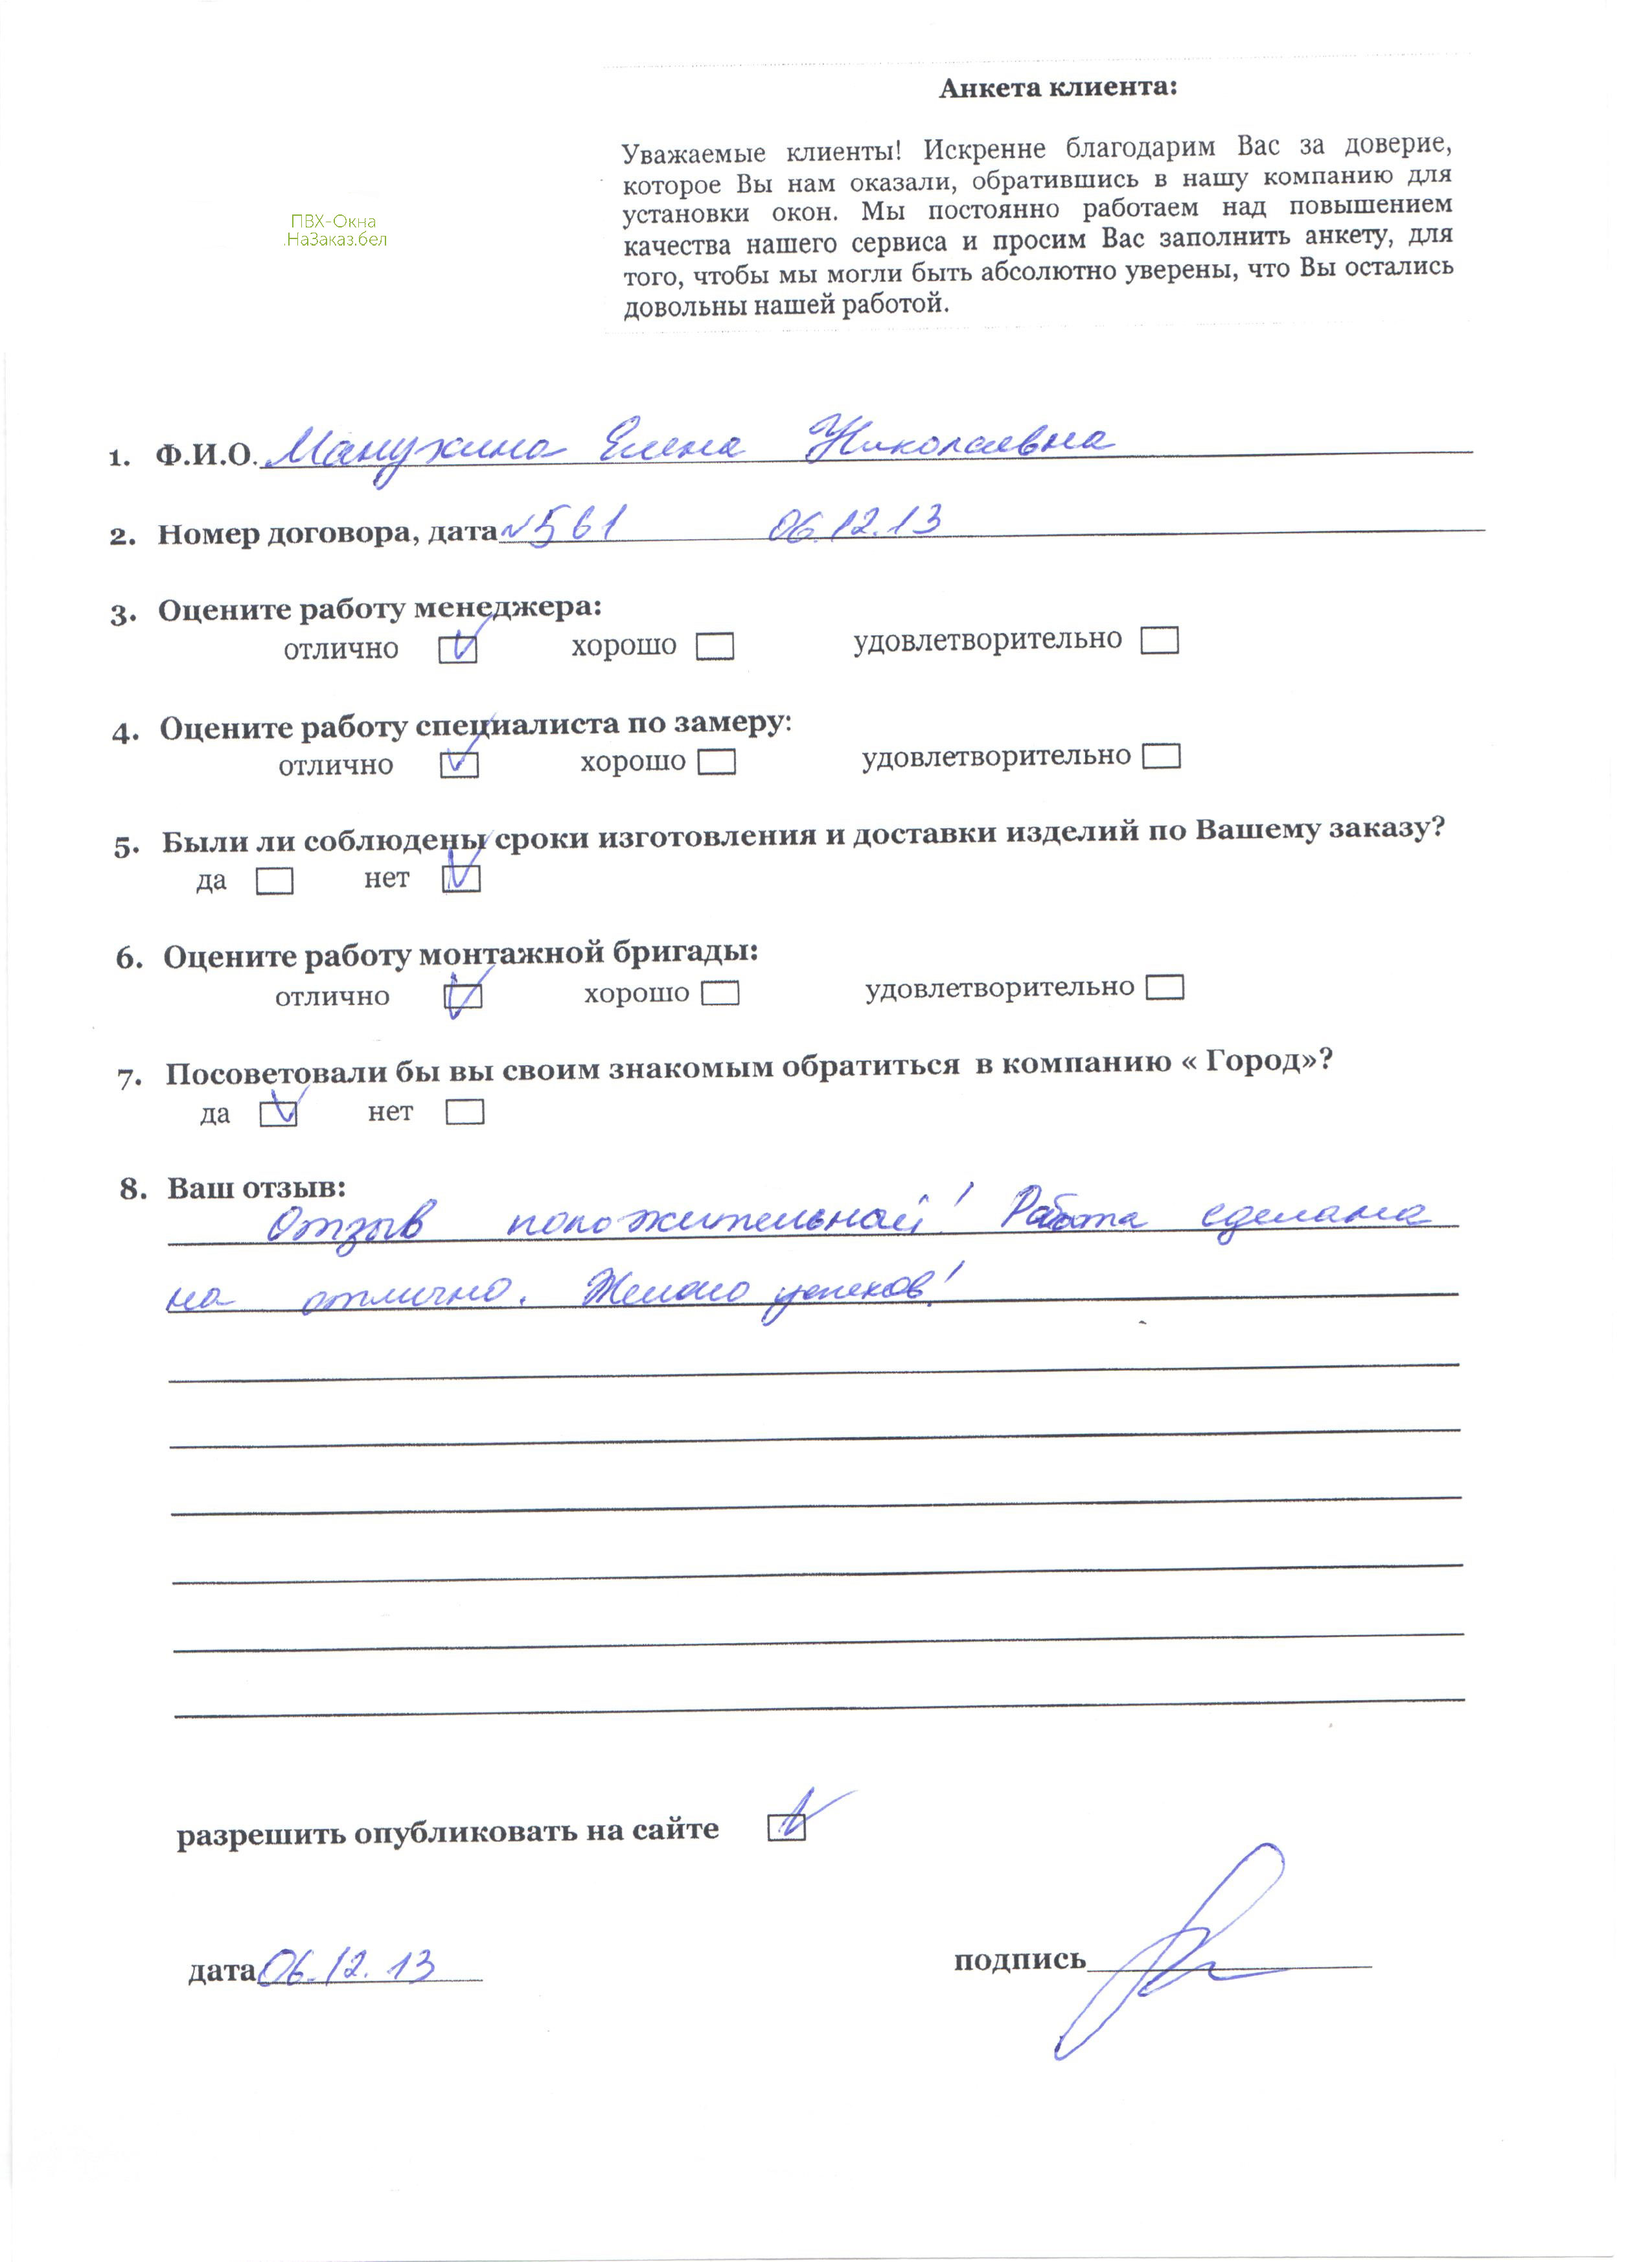 Анкета клиента:
Уважаемые клиенты! Искренне благодарим Вас за доверие,
которое Вы нам оказали, обратившись в нашу компанию для
установки окон. Мы постоянно работаем над повышением
качества нашего сервиса и просим Вас заполнить анкету, для
того, чтобы мы могли быть абсолютно уверены, что Вы остались
довольны нашей работой.
ПВХ-Окна
.НаЗаказ.бел
1. Ф.И.О. Манухина Елена Николаевна
2. Номер договора, дата №561 06.12.13
3. Оцените работу менеджера:
отлично хорошо удовлетворительно
4. Оцените работу специалиста по замеру:
отлично хорошо удовлетворительно
5. Были ли соблюдены сроки изготовления и доставки изделий по Вашему заказу?
да нет
6. Оцените работу монтажной бригады:
отлично хорошо удовлетворительно
7. Посоветовали бы вы своим знакомым обратиться в компанию « Город»?
да нет
8. Ваш отзыв:
Отзыв положительной! Работа сделана
на отлично. Желаю успехов!
разрешить опубликовать на сайте
дата 06.12.13 подпись